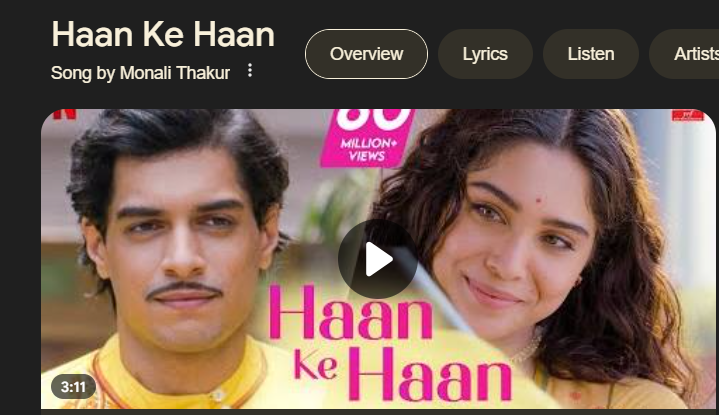 Haan Ke Haan
Song by Monali Thakur
Overview
Lyrics
Listen
Artists
MILLION+
VIEWS
Haan
Ke Haan
3:11